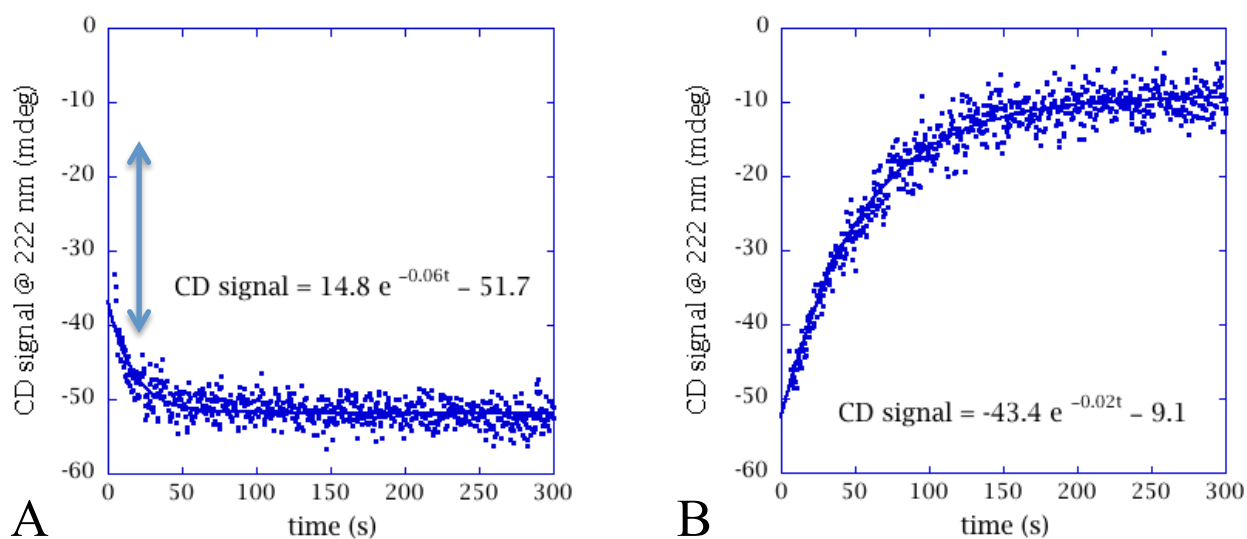 0
-10
-20
-30
-40
-50
-60
CD signal @ 222 nm (mdeg)
CD signal = 14.8 e –0.06t – 51.7
0 50 100 150 200 250 300
time (s)
A
0
-10
-20
-30
-40
-50
-60
CD signal @ 222 nm (mdeg)
CD signal = -43.4 e –0.02t – 9.1
0 50 100 150 200 250 300
time (s)
B